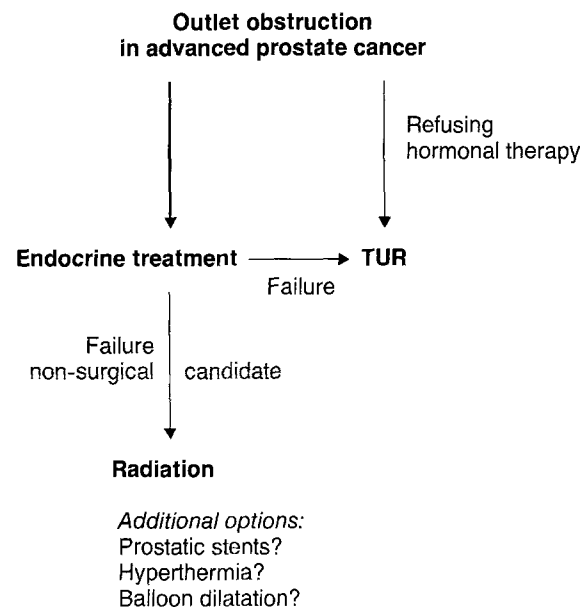 Outlet obstruction
in advanced prostate cancer
Refusing
hormonal therapy
Endocrine treatment
TUR
Failure
Failure
non-surgical candidate
Radiation
Additional options:
Prostatic stents?
Hyperthermia?
Balloon dilatation?